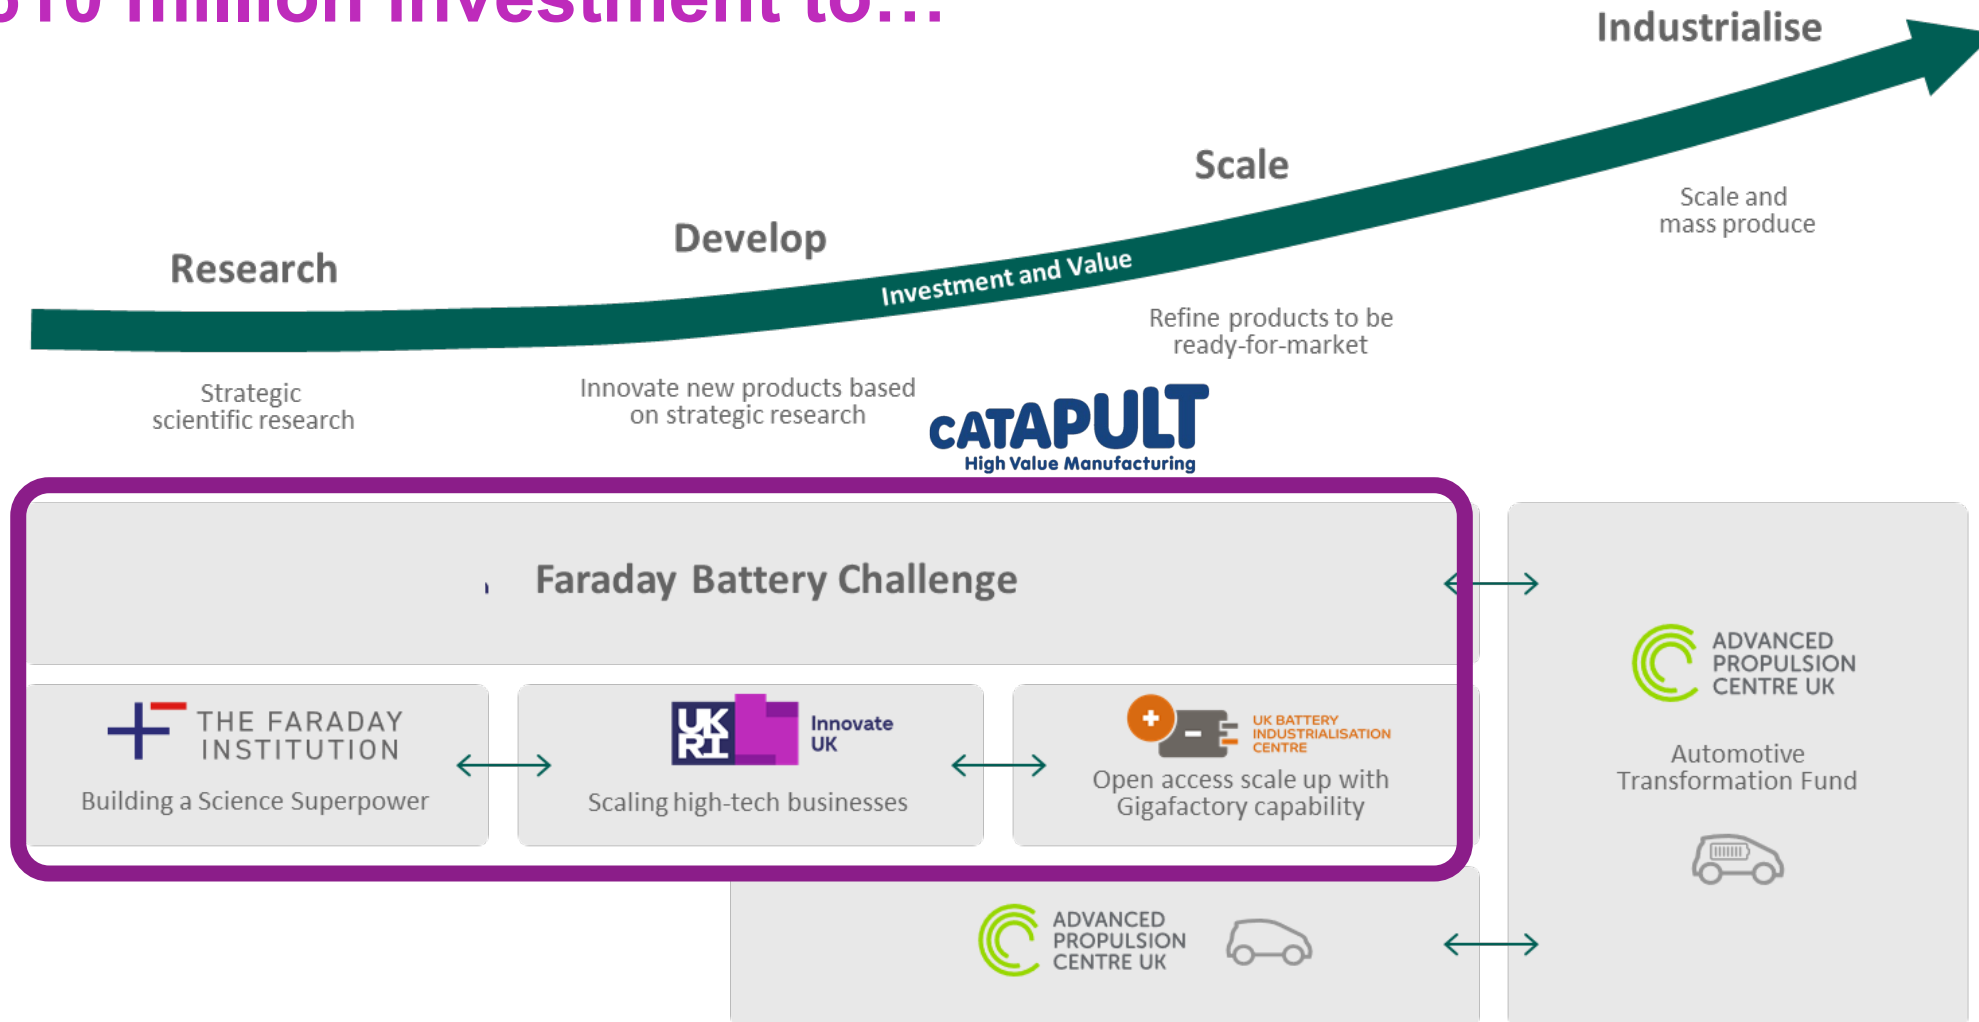 million investment to…
Industrialise
Scale
Scale and
mass produce
Develop
Research
Investment and Value
Refine products to be
ready-for-market
Strategic
scientific research
Innovate new products based
on strategic research
CATAPULT
High Value Manufacturing
Faraday Battery Challenge
THE FARADAY
INSTITUTION
Building a Science Superpower
UK
RI
Innovate
UK
Scaling high-tech businesses
UK BATTERY
INDUSTRIALISATION
CENTRE
Open access scale up with
Gigafactory capability
ADVANCED
PROPULSION
CENTRE UK
Automotive
Transformation Fund
ADVANCED
PROPULSION
CENTRE UK